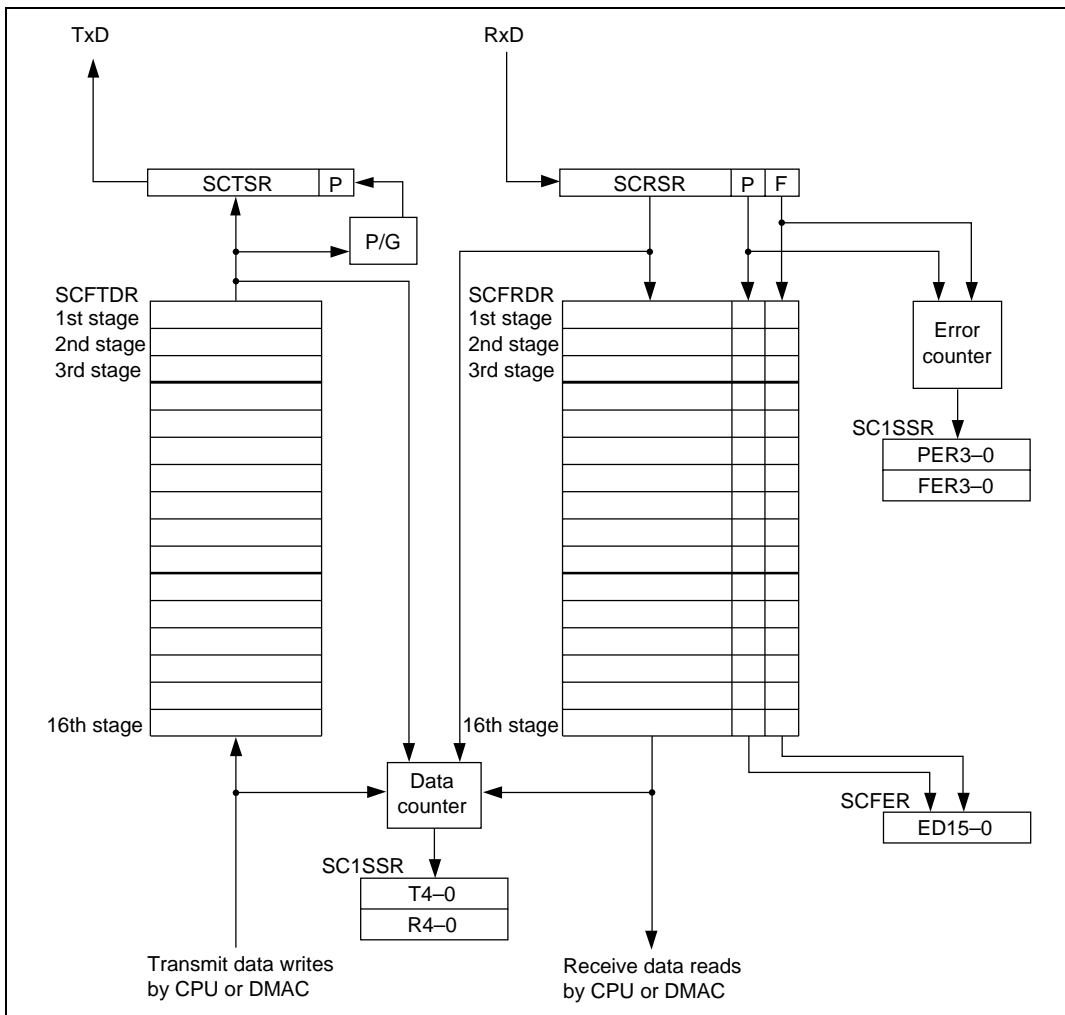 TxD
RxD
SCTSR
P
SCRSR
P
F
P/G
SCFTDR
1st stage
2nd stage
3rd stage
16th stage
SCFRDR
1st stage
2nd stage
3rd stage
16th stage
Error
counter
SC1SSR
PER3–0
FER3–0
Data
counter
SC1SSR
T4–0
R4–0
SCFER
ED15–0
Transmit data writes
by CPU or DMAC
Receive data reads
by CPU or DMAC